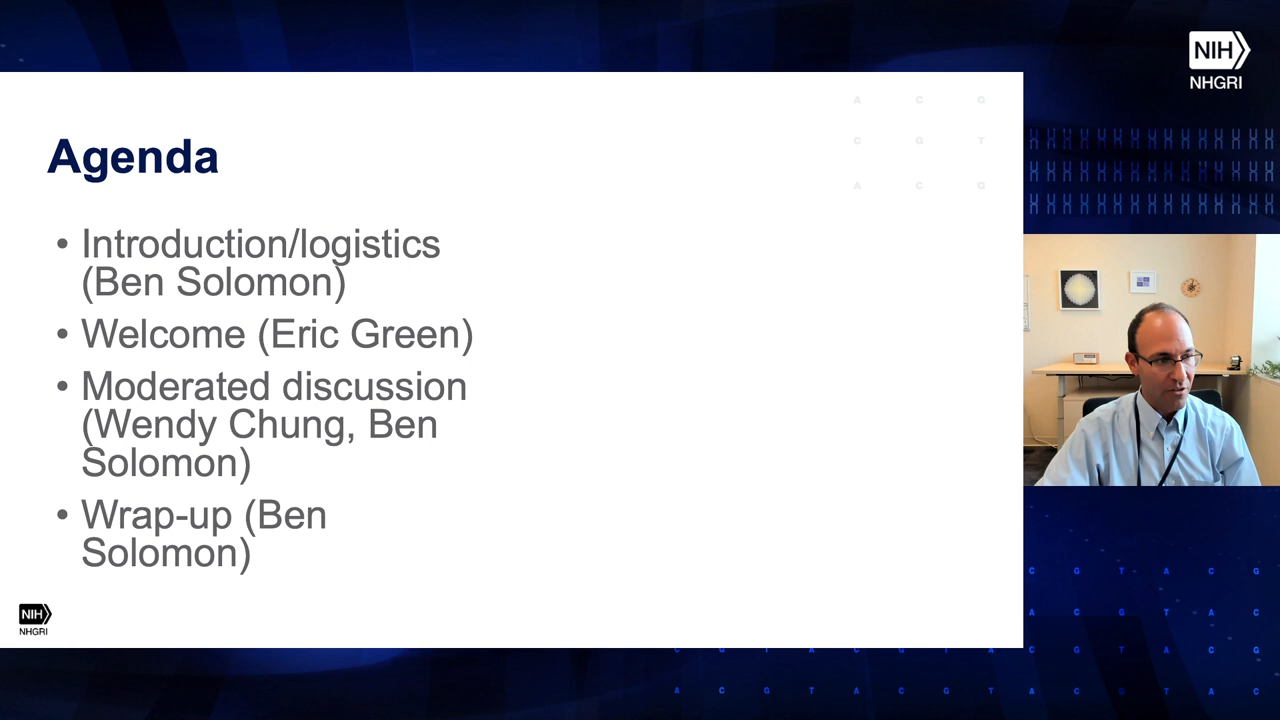 NIH
NHGRI
A C G
C G T
A C G
Agenda
• Introduction/logistics
(Ben Solomon)
• Welcome (Eric Green)
• Moderated discussion
(Wendy Chung, Ben
Solomon)
• Wrap-up (Ben
Solomon)
NIH
NHGRI
C G T A C G
A C G T A C
C G T A C G T A C G T A C G
A C G T A C G T A C G T A C